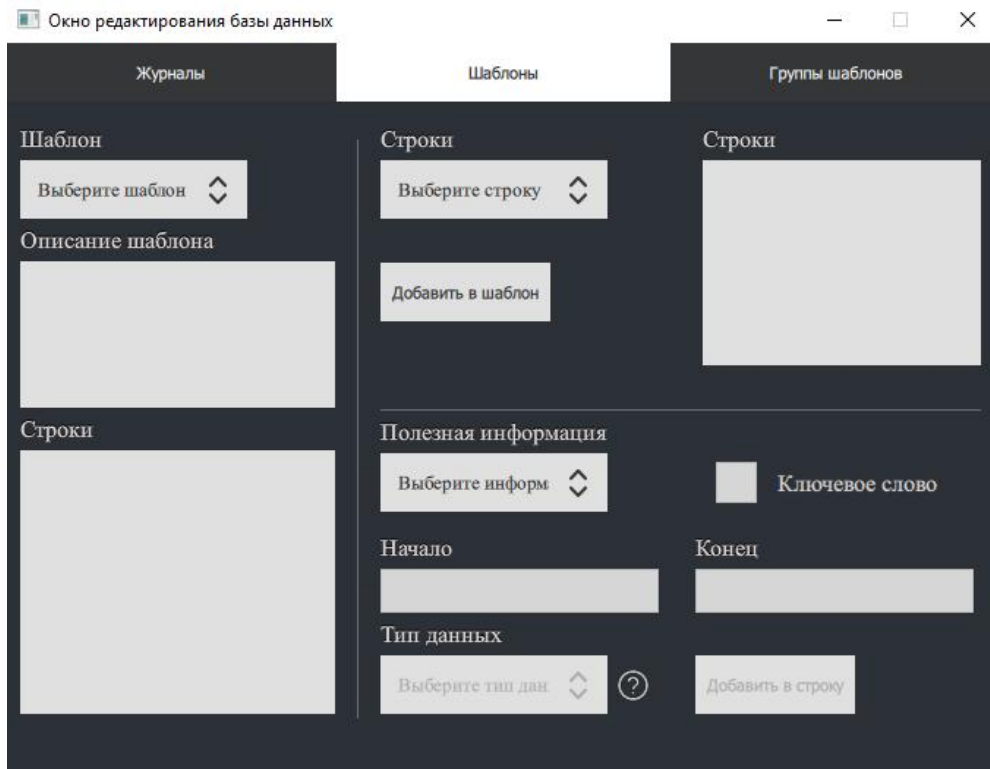 Окно редактирования базы данных
Журналы
Шаблоны
Группы шаблонов
Шаблон
Выберите шаблон
Описание шаблона
Строки
Строки
Выберите строку
Добавить в шаблон
Строки
Полезная информация
Выберите информ
Ключевое слово
Начало
Конец
Тип данных
Выберите тип дан
?
Добавить в строку